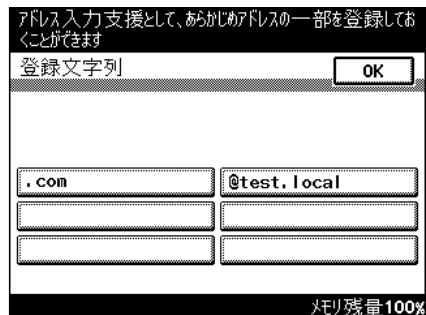 アドレス入力支援として、あらかじめアドレスの一部を登録してお
くことができます
登録文字列
OK
.com
@test.local
メモリ残量100%